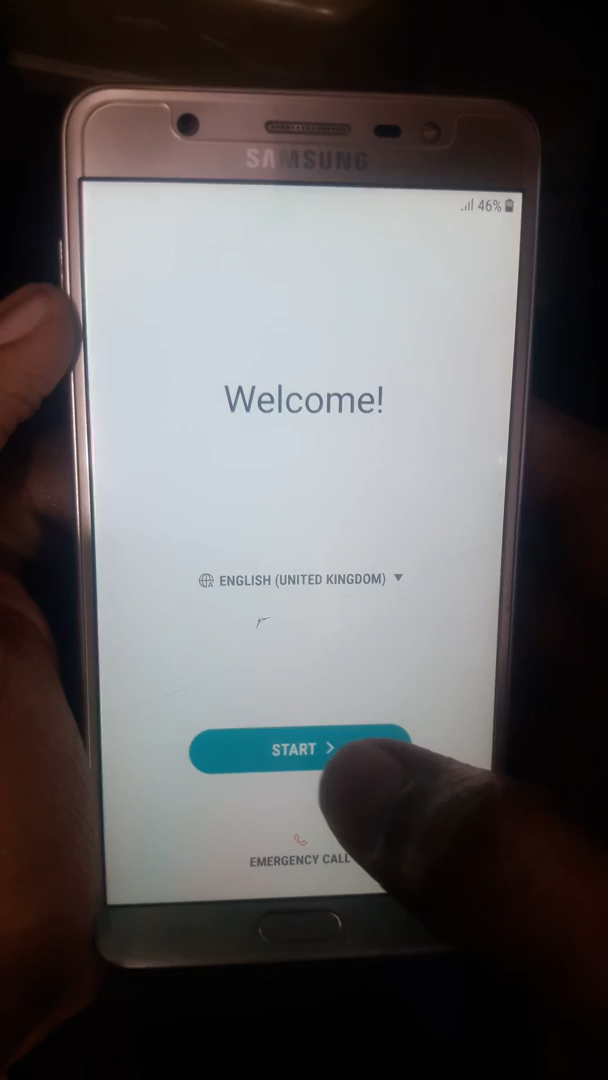 SAMSUNG
46%
Welcome!
ENGLISH (UNITED KINGDOM)
START
EMERGENCY CALL